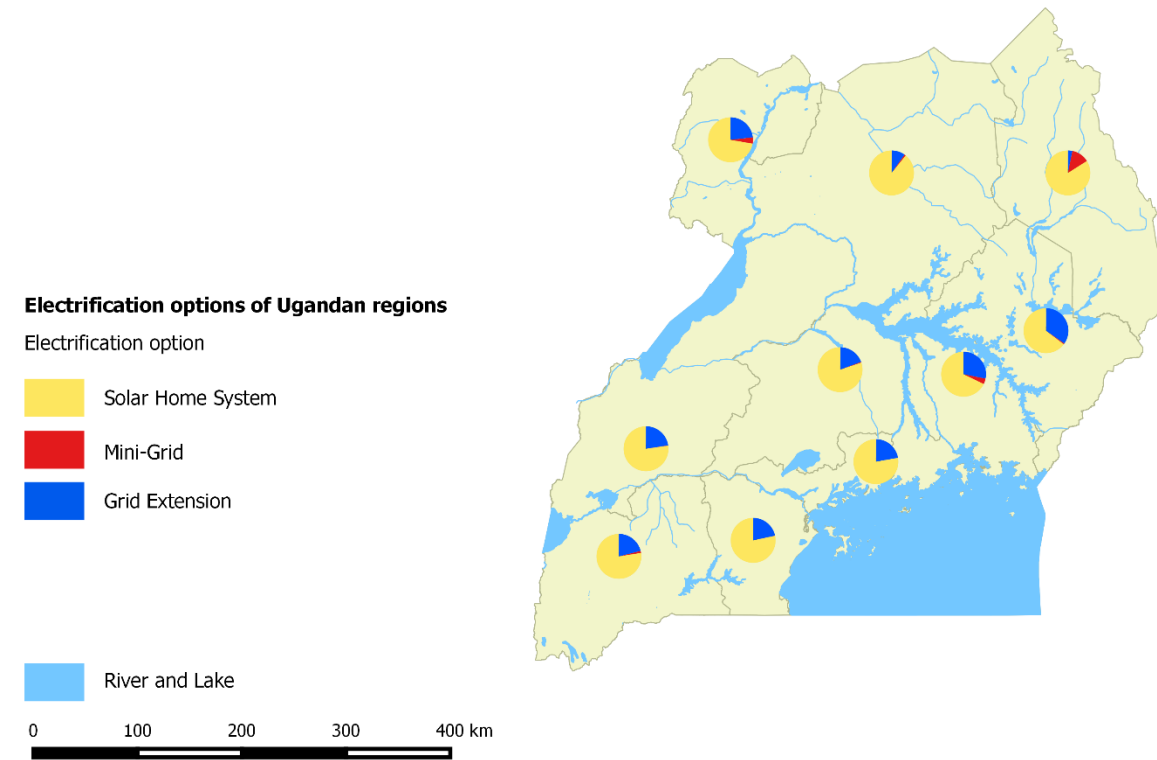 Electrification options of Ugandan regions
Electrification option
Solar Home System
Mini-Grid
Grid Extension
River and Lake
0 100 200 300 400 km